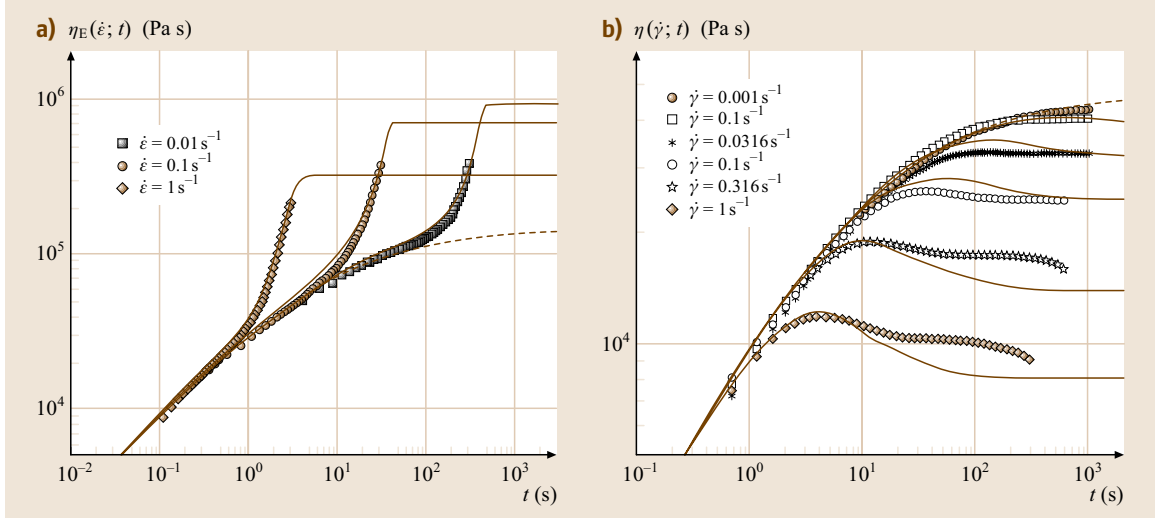 a) η_E(ε̇; t) (Pa s)
10⁶
10⁵
10⁴
ε̇ = 0.01 s⁻¹
ε̇ = 0.1 s⁻¹
ε̇ = 1 s⁻¹
10⁻² 10⁻¹ 10⁰ 10¹ 10² 10³
t (s)
b) η(γ̇; t) (Pa s)
γ̇ = 0.001 s⁻¹
γ̇ = 0.1 s⁻¹
γ̇ = 0.0316 s⁻¹
γ̇ = 0.1 s⁻¹
γ̇ = 0.316 s⁻¹
γ̇ = 1 s⁻¹
10⁴
10⁻¹ 10⁰ 10¹ 10² 10³
t (s)